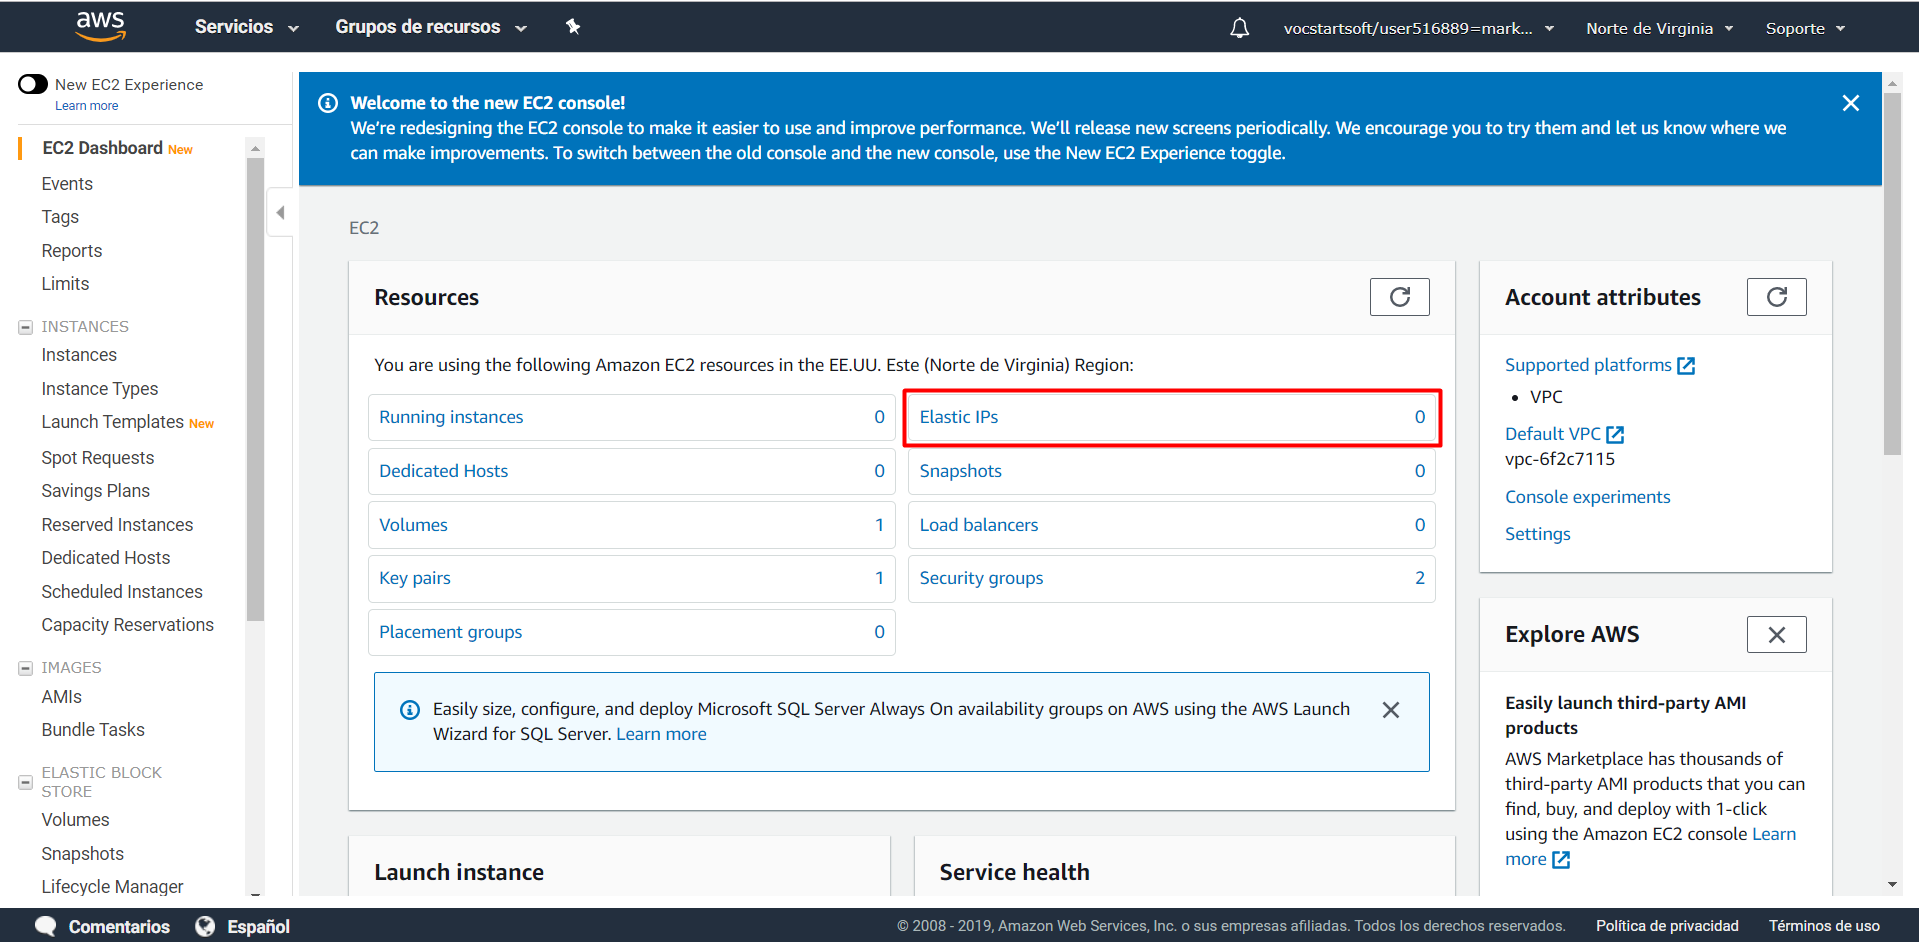 aws
Servicios
Grupos de recursos
vocstartsoft/user516889=mark...
Norte de Virginia
Soporte
New EC2 Experience
Learn more
EC2 Dashboard New
Events
Tags
Reports
Limits
INSTANCES
Instances
Instance Types
Launch Templates New
Spot Requests
Savings Plans
Reserved Instances
Dedicated Hosts
Scheduled Instances
Capacity Reservations
IMAGES
AMIs
Bundle Tasks
ELASTIC BLOCK
STORE
Volumes
Snapshots
Lifecycle Manager
Welcome to the new EC2 console!
We're redesigning the EC2 console to make it easier to use and improve performance. We'll release new screens periodically. We encourage you to try them and let us know where we
can make improvements. To switch between the old console and the new console, use the New EC2 Experience toggle.
EC2
Resources
You are using the following Amazon EC2 resources in the EE.UU. Este (Norte de Virginia) Region:
Running instances 0
Elastic IPs 0
Dedicated Hosts 0
Snapshots 0
Volumes 1
Load balancers 0
Key pairs 1
Security groups 2
Placement groups 0
Easily size, configure, and deploy Microsoft SQL Server Always On availability groups on AWS using the AWS Launch
Wizard for SQL Server. Learn more
Launch instance
Service health
Account attributes
Supported platforms
• VPC
Default VPC
vpc-6f2c7115
Console experiments
Settings
Explore AWS
Easily launch third-party AMI
products
AWS Marketplace has thousands of
third-party AMI products that you can
find, buy, and deploy with 1-click
using the Amazon EC2 console Learn
more
Comentarios
Español
© 2008 - 2019, Amazon Web Services, Inc. o sus empresas afiliadas. Todos los derechos reservados.
Política de privacidad
Términos de uso